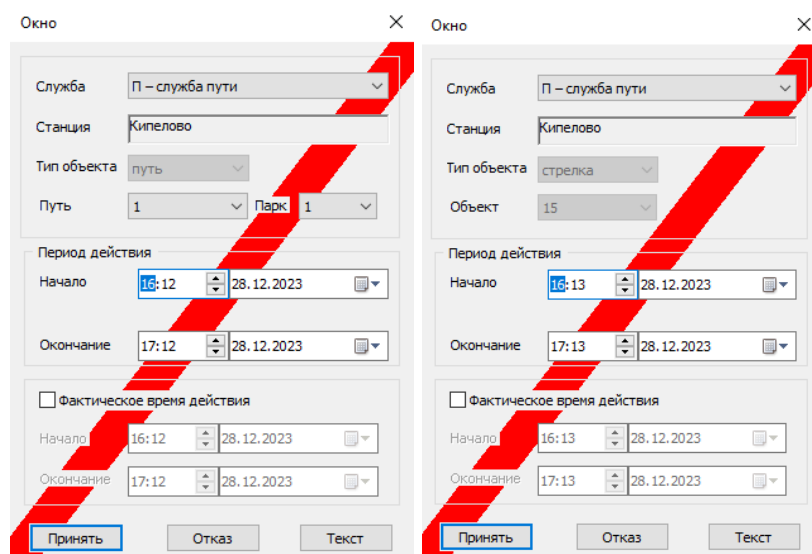 Окно
Служба П – служба пути
Станция Кипелово
Тип объекта путь
Путь 1 Парк 1
Период действия
Начало 16:12 28.12.2023
Окончание 17:12 28.12.2023
Фактическое время действия
Начало 16:12 28.12.2023
Окончание 17:12 28.12.2023
Принять Отказ Текст
Окно
Служба П – служба пути
Станция Кипелово
Тип объекта стрелка
Объект 15
Период действия
Начало 16:13 28.12.2023
Окончание 17:13 28.12.2023
Фактическое время действия
Начало 16:13 28.12.2023
Окончание 17:13 28.12.2023
Принять Отказ Текст